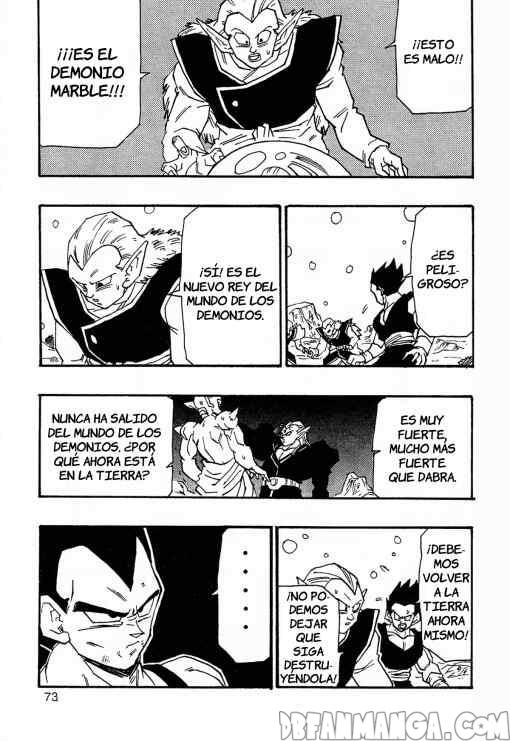 ¡¡ESTO
ES MALO!!
¡¡¡ES EL
DEMONIO
MARBLE!!!
¿ES
PELI-
GROSO?
¡SÍ! ES EL
NUEVO REY DEL
MUNDO DE LOS
DEMONIOS.
ES MUY
FUERTE,
MUCHO MÁS
FUERTE
QUE DABRA.
NUNCA HA SALIDO
DEL MUNDO DE LOS
DEMONIOS. ¿POR
QUÉ AHORA ESTÁ
EN LA TIERRA?
¡DEBE-
MOS
VOLVER
A LA
TIERRA
AHORA
MISMO!
¡NO PO
DEMOS
DEJAR
QUE
SIGA
DESTRU-
YÉNDOLA!
.....
73
DBFANMANGA.COM